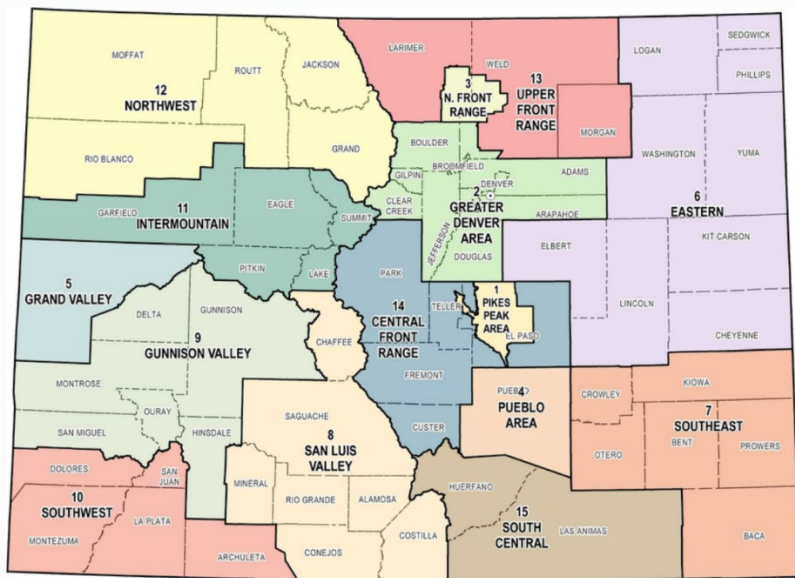 MOFFAT
ROUTT
JACKSON
12
NORTHWEST
GRAND
RIO BLANCO
LARIMER
WELD
3
N. FRONT
RANGE
13
UPPER
FRONT
RANGE
MORGAN
LOGAN
SEDGWICK
PHILLIPS
WASHINGTON
YUMA
6
EASTERN
KIT CARSON
ELBERT
LINCOLN
CHEYENNE
BOULDER
BROOMFIELD
GILPIN
DENVER
ADAMS
CLEAR
CREEK
2
GREATER
DENVER
AREA
ARAPAHOE
JEFFERSON
DOUGLAS
GARFIELD
11
INTERMOUNTAIN
EAGLE
SUMMIT
PITKIN
LAKE
5
GRAND VALLEY
DELTA
GUNNISON
9
GUNNISON VALLEY
MONTROSE
OURAY
SAN MIGUEL
HINSDALE
PARK
TELLER
1
PIKES
PEAK
AREA
EL PASO
14
CENTRAL
FRONT
RANGE
FREMONT
CUSTER
CHAFFEE
SAGUACHE
8
SAN LUIS
VALLEY
MINERAL
RIO GRANDE
ALAMOSA
CONEJOS
COSTILLA
PUEBLO
4
PUEBLO
AREA
CROWLEY
KIOWA
7
SOUTHEAST
OTERO
BENT
PROWERS
BACA
DOLORES
SAN
JUAN
10
SOUTHWEST
LA PLATA
MONTEZUMA
ARCHULETA
HUERFANO
15
SOUTH
CENTRAL
LAS ANIMAS